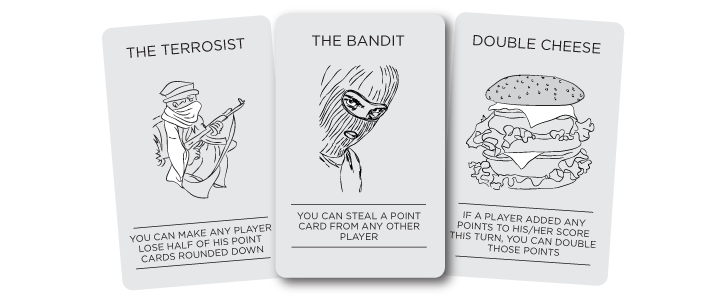 THE TERROSIST
YOU CAN MAKE ANY PLAYER
LOSE HALF OF HIS POINT
CARDS ROUNDED DOWN
THE BANDIT
YOU CAN STEAL A POINT
CARD FROM ANY OTHER
PLAYER
DOUBLE CHEESE
IF A PLAYER ADDED ANY
POINTS TO HIS/HER SCORE
THIS TURN, YOU CAN DOUBLE
THOSE POINTS